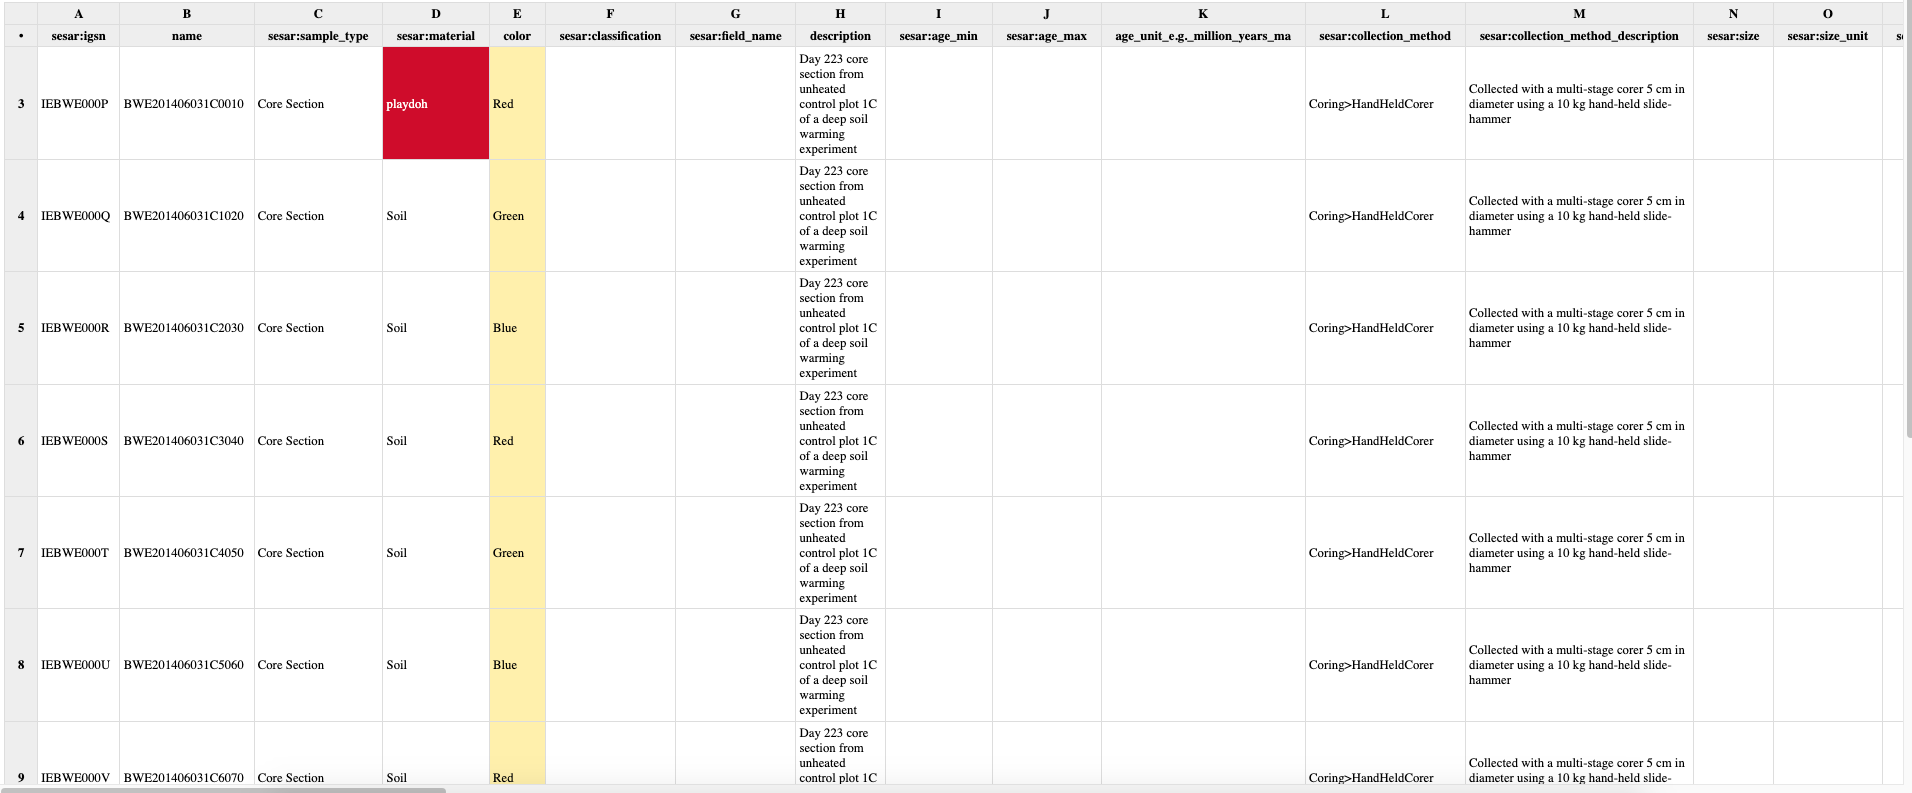 A B C D E F G H I J K L M N O
• sesar:igsn name sesar:sample_type sesar:material color sesar:classification sesar:field_name description sesar:age_min sesar:age_max age_unit_e.g._million_years_ma sesar:collection_method sesar:collection_method_description sesar:size sesar:size_unit s
3 IEBWE000P BWE201406031C0010 Core Section playdoh Red
Day 223 core
section from
unheated
control plot 1C
of a deep soil
warming
experiment
Coring>HandHeldCorer
Collected with a multi-stage corer 5 cm in
diameter using a 10 kg hand-held slide-
hammer
4 IEBWE000Q BWE201406031C1020 Core Section Soil Green
Day 223 core
section from
unheated
control plot 1C
of a deep soil
warming
experiment
Coring>HandHeldCorer
Collected with a multi-stage corer 5 cm in
diameter using a 10 kg hand-held slide-
hammer
5 IEBWE000R BWE201406031C2030 Core Section Soil Blue
Day 223 core
section from
unheated
control plot 1C
of a deep soil
warming
experiment
Coring>HandHeldCorer
Collected with a multi-stage corer 5 cm in
diameter using a 10 kg hand-held slide-
hammer
6 IEBWE000S BWE201406031C3040 Core Section Soil Red
Day 223 core
section from
unheated
control plot 1C
of a deep soil
warming
experiment
Coring>HandHeldCorer
Collected with a multi-stage corer 5 cm in
diameter using a 10 kg hand-held slide-
hammer
7 IEBWE000T BWE201406031C4050 Core Section Soil Green
Day 223 core
section from
unheated
control plot 1C
of a deep soil
warming
experiment
Coring>HandHeldCorer
Collected with a multi-stage corer 5 cm in
diameter using a 10 kg hand-held slide-
hammer
8 IEBWE000U BWE201406031C5060 Core Section Soil Blue
Day 223 core
section from
unheated
control plot 1C
of a deep soil
warming
experiment
Coring>HandHeldCorer
Collected with a multi-stage corer 5 cm in
diameter using a 10 kg hand-held slide-
hammer
9 IEBWE000V BWE201406031C6070 Core Section Soil Red
Day 223 core
section from
unheated
control plot 1C
Coring>HandHeldCorer
Collected with a multi-stage corer 5 cm in
diameter using a 10 kg hand-held slide-